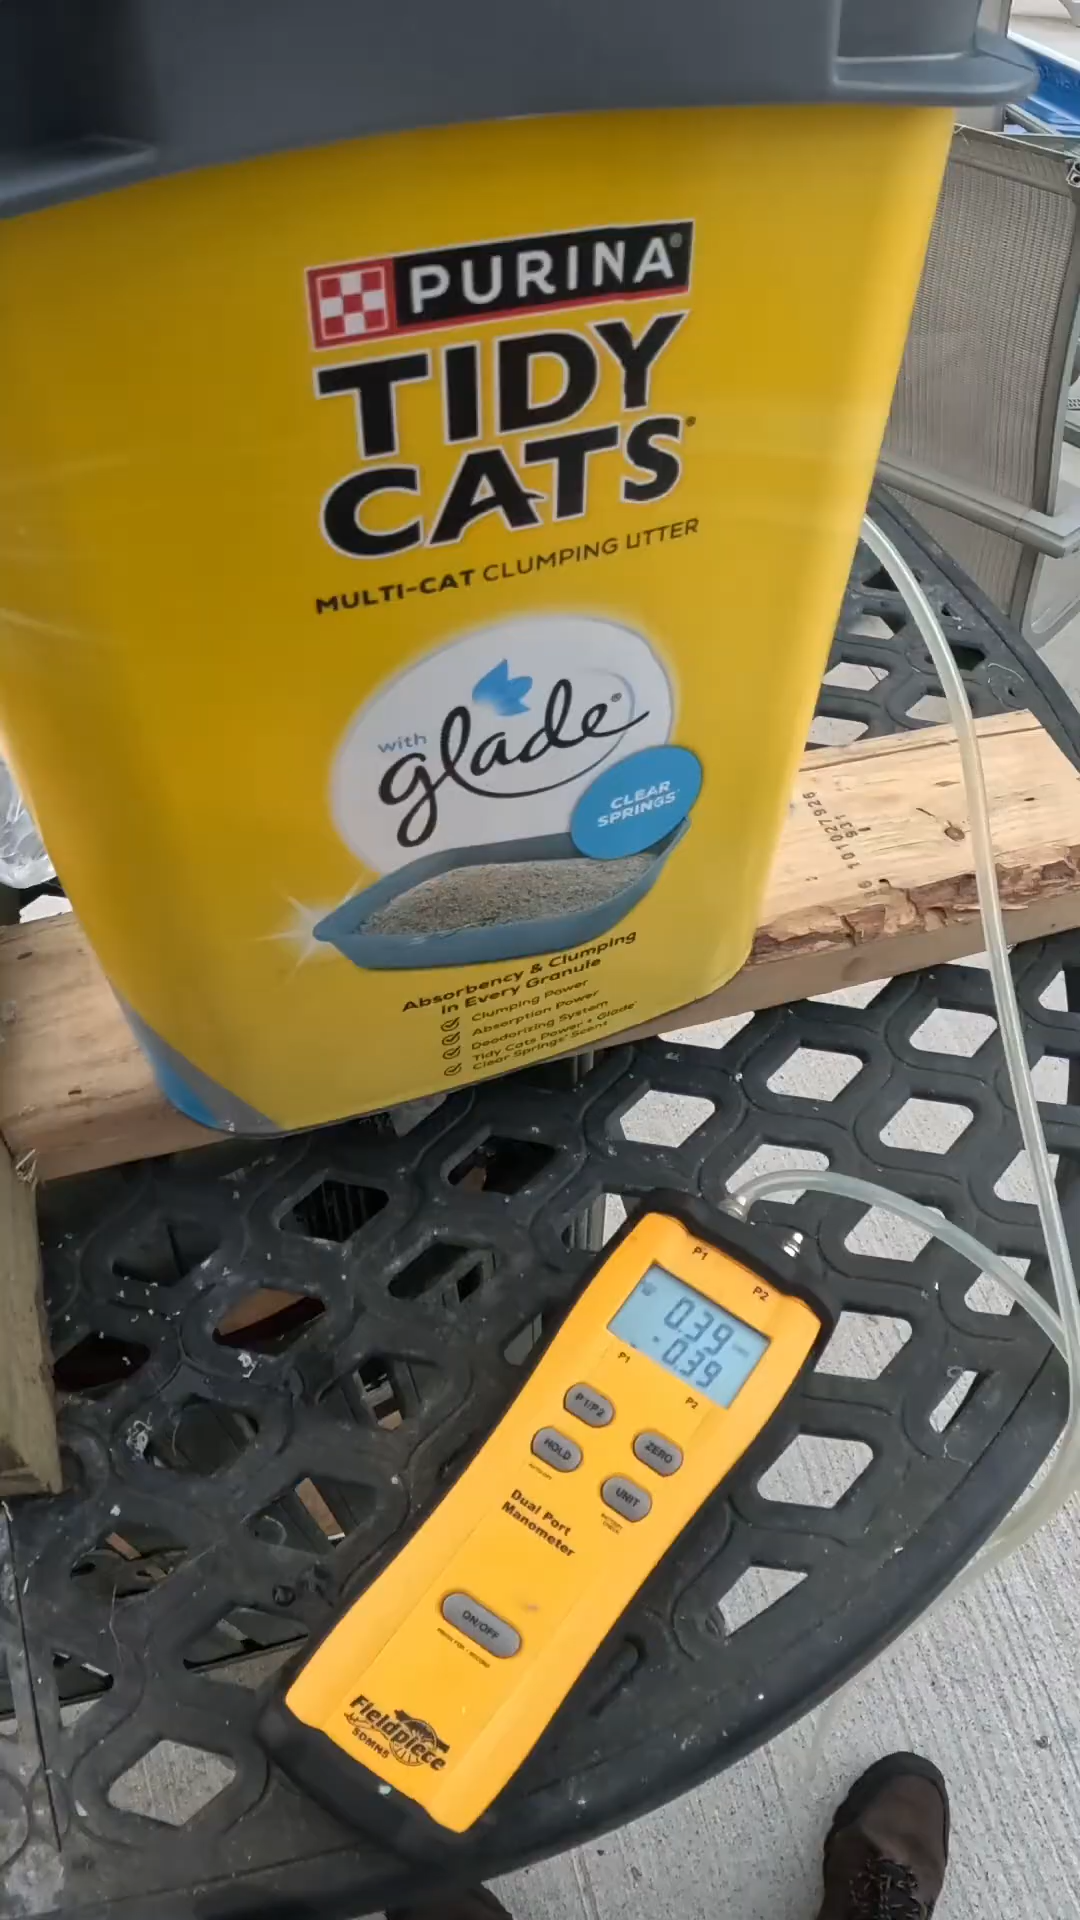 PURINA®
TIDY
CATS®
MULTI-CAT CLUMPING LITTER
with
glade®
CLEAR
SPRINGS
Absorbency & Clumping
in Every Granule
Clumping Power
Absorption Power
Deodorizing System
Tidy Cats Power + Glade®
Clear Springs® Scent
101027926
931
P1
P2
0.39
-0.39
P1
P2
P1/P2
HOLD
ZERO
UNIT
Dual Port
Manometer
ON/OFF
Fieldpiece
SDMN5